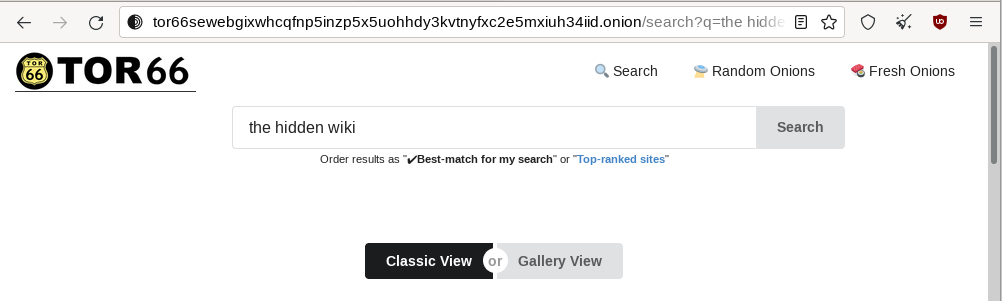 tor66sewebgixwhcqfnp5inzp5x5uohhdy3kvtnyfxc2e5mxiuh34iid.onion/search?q=the hidde
TOR 66 TOR66
Search Random Onions Fresh Onions
the hidden wiki Search
Order results as "✔Best-match for my search" or "Top-ranked sites"
Classic View or Gallery View